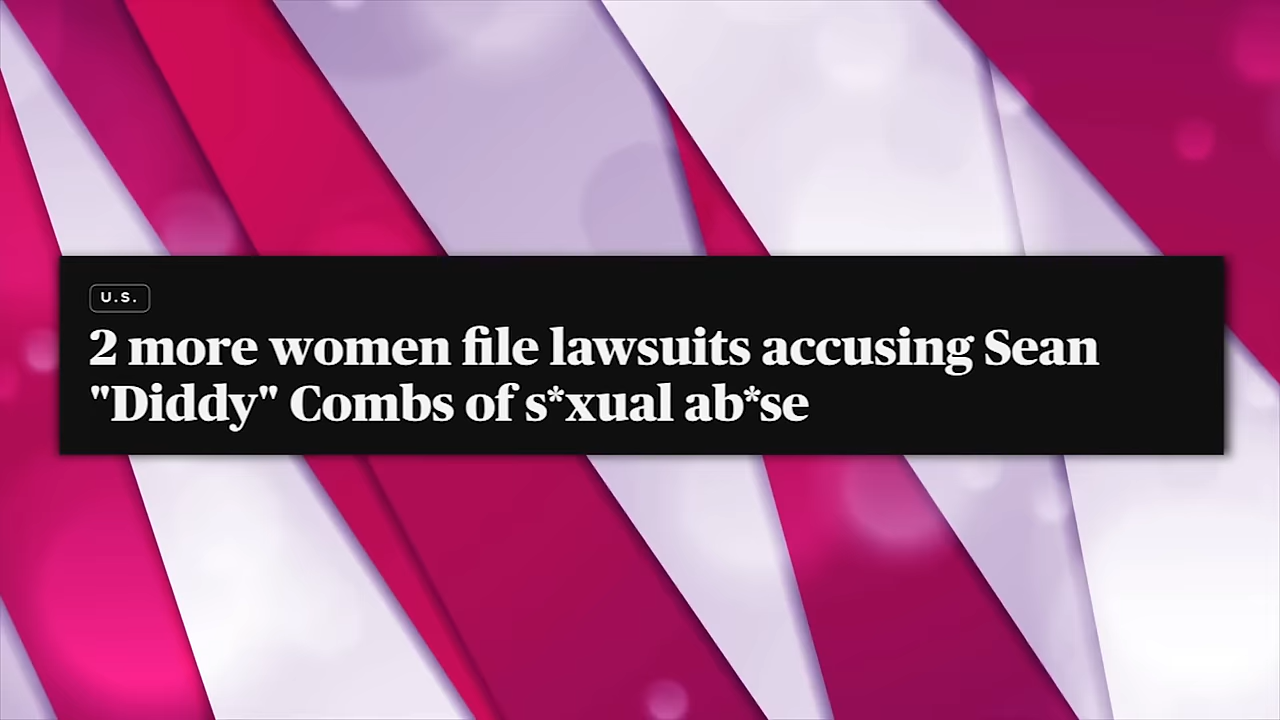 U.S.
2 more women file lawsuits accusing Sean
"Diddy" Combs of s*xual ab*se